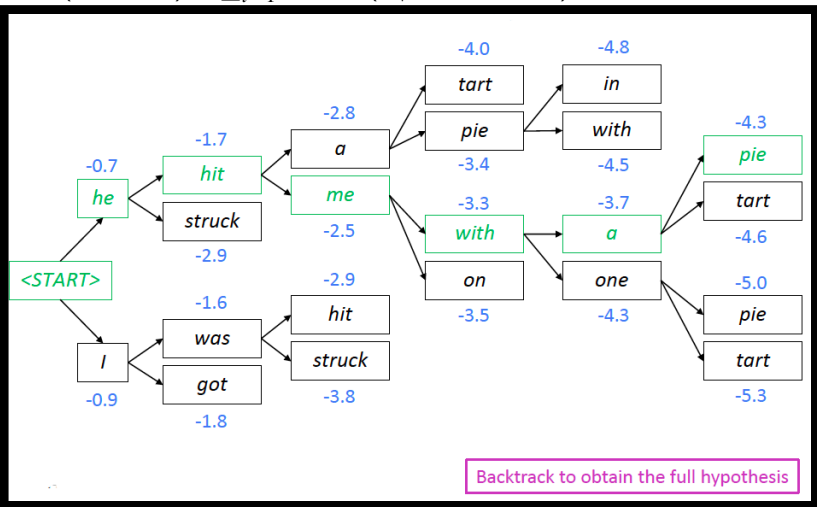 -4.0
-4.8
tart
in
-2.8
-4.3
-1.7
a
pie
with
pie
-0.7
hit
-3.4
-4.5
he
me
-3.3
-3.7
tart
struck
-2.5
with
a
-4.6
-2.9
<START>
-1.6
-2.9
on
one
-5.0
was
hit
-3.5
-4.3
pie
I
got
struck
tart
-0.9
-3.8
-5.3
-1.8
Backtrack to obtain the full hypothesis